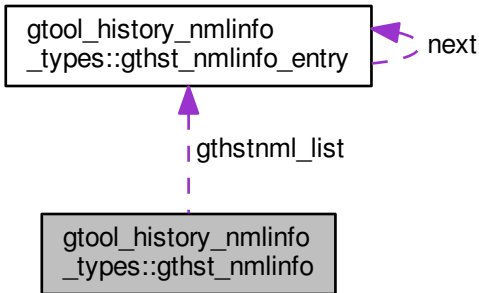 gtool_history_nmlinfo
_types::gthst_nmlinfo_entry
next
gthstnml_list
gtool_history_nmlinfo
_types::gthst_nmlinfo